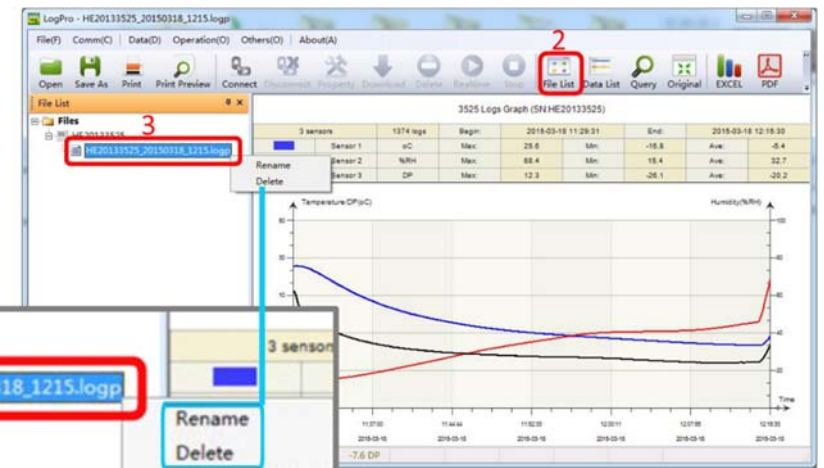 LogPro - HE20133525_20150318_1215.logp
File(F) Comm(C) Data(D) Operation(O) Others(O) About(A)
2
Open Save As Print Print Preview Connect Disconnect Property Download Delete Realtime Stop File List Data List Query Original EXCEL PDF
File List
3525 Logs Graph (SN:HE20133525)
Files
3
HE20133525
HE20133525_20150318_1215.logp
3 sensors 1374 logs Begin: 2015-03-18 11:29:31 End: 2015-03-18 12:15:30
Sensor 1 oC Max: 25.6 Min: -15.8 Ave: -5.4
Sensor 2 %RH Max: 68.4 Min: 15.4 Ave: 32.7
Sensor 3 DP Max: 12.3 Min: -26.1 Ave: -20.2
Rename
Delete
Temperature/DP(oC) Humidity(%RH)
Time
3 sensor
18_1215.logp
Rename
Delete
-7.6 DP